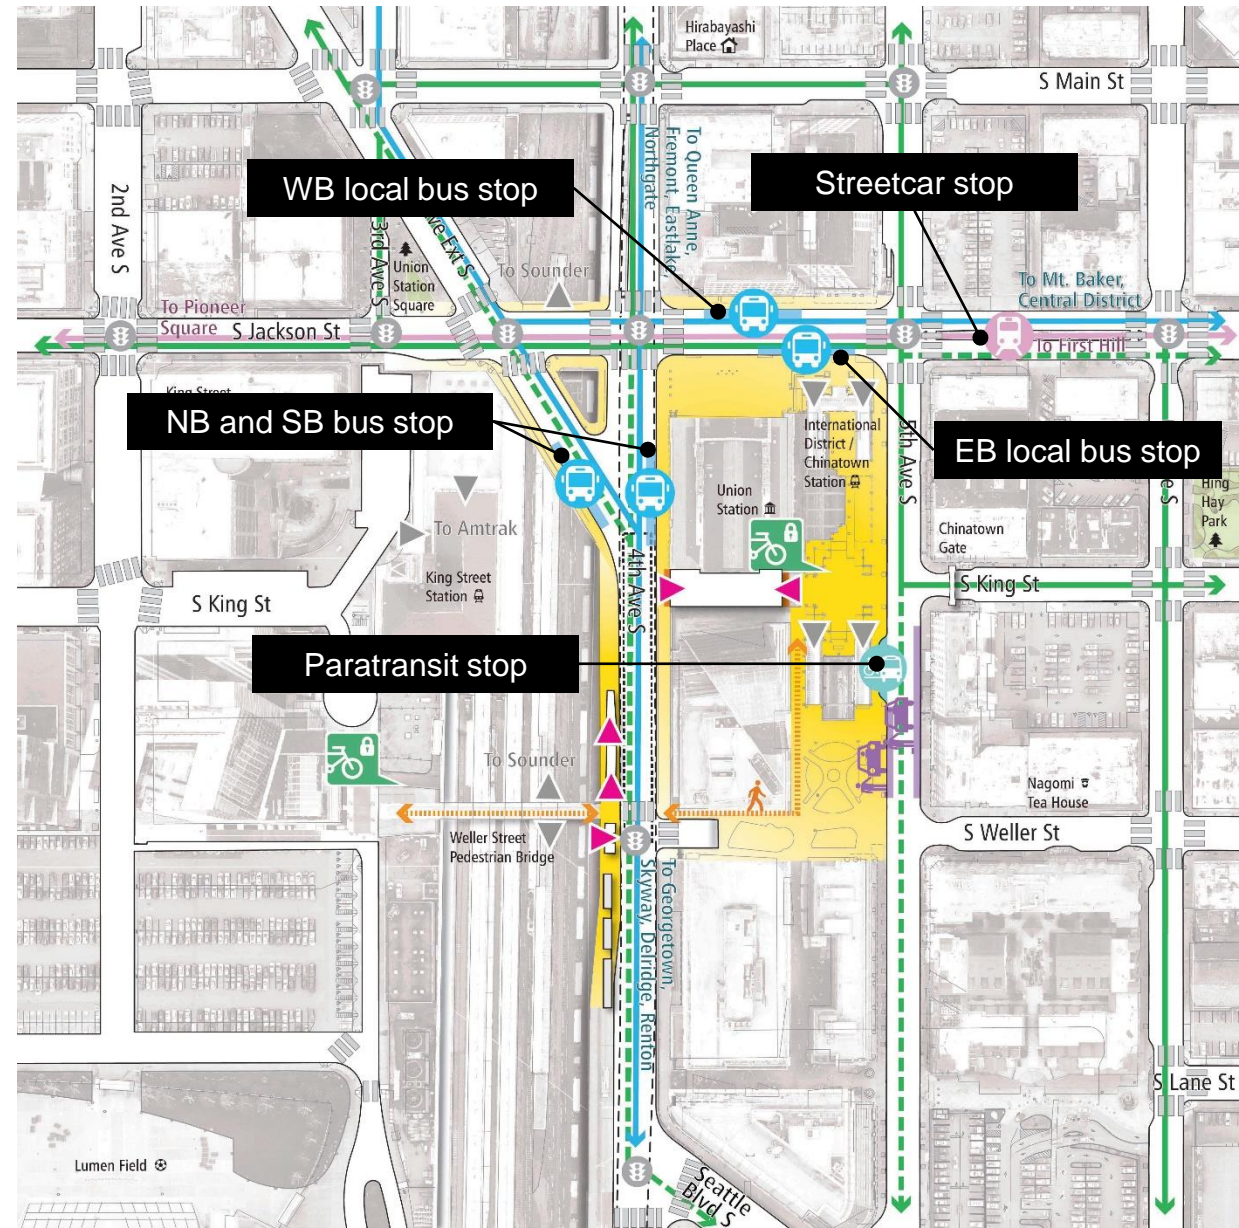 Hirabayashi
Place
S Main St
To Queen Anne,
Fremont, Eastlake,
Northgate
WB local bus stop
Streetcar stop
2nd Ave S
3rd Ave S
Ave Ext S
Union
Station
Square
To Sounder
To Mt. Baker,
Central District
To Pioneer
Square
S Jackson St
To First Hill
King Street
NB and SB bus stop
International
District /
Chinatown
Station
5th Ave S
EB local bus stop
Union
Station
Hing
Hay
Park
Ave S
To Amtrak
Chinatown
Gate
King Street
Station
4th Ave S
S King St
S King St
Paratransit stop
To Sounder
Nagomi
Tea House
Weller Street
Pedestrian Bridge
S Weller St
To Georgetown,
Skyway, Delridge, Renton
S Lane St
Lumen Field
Seattle
Blvd S